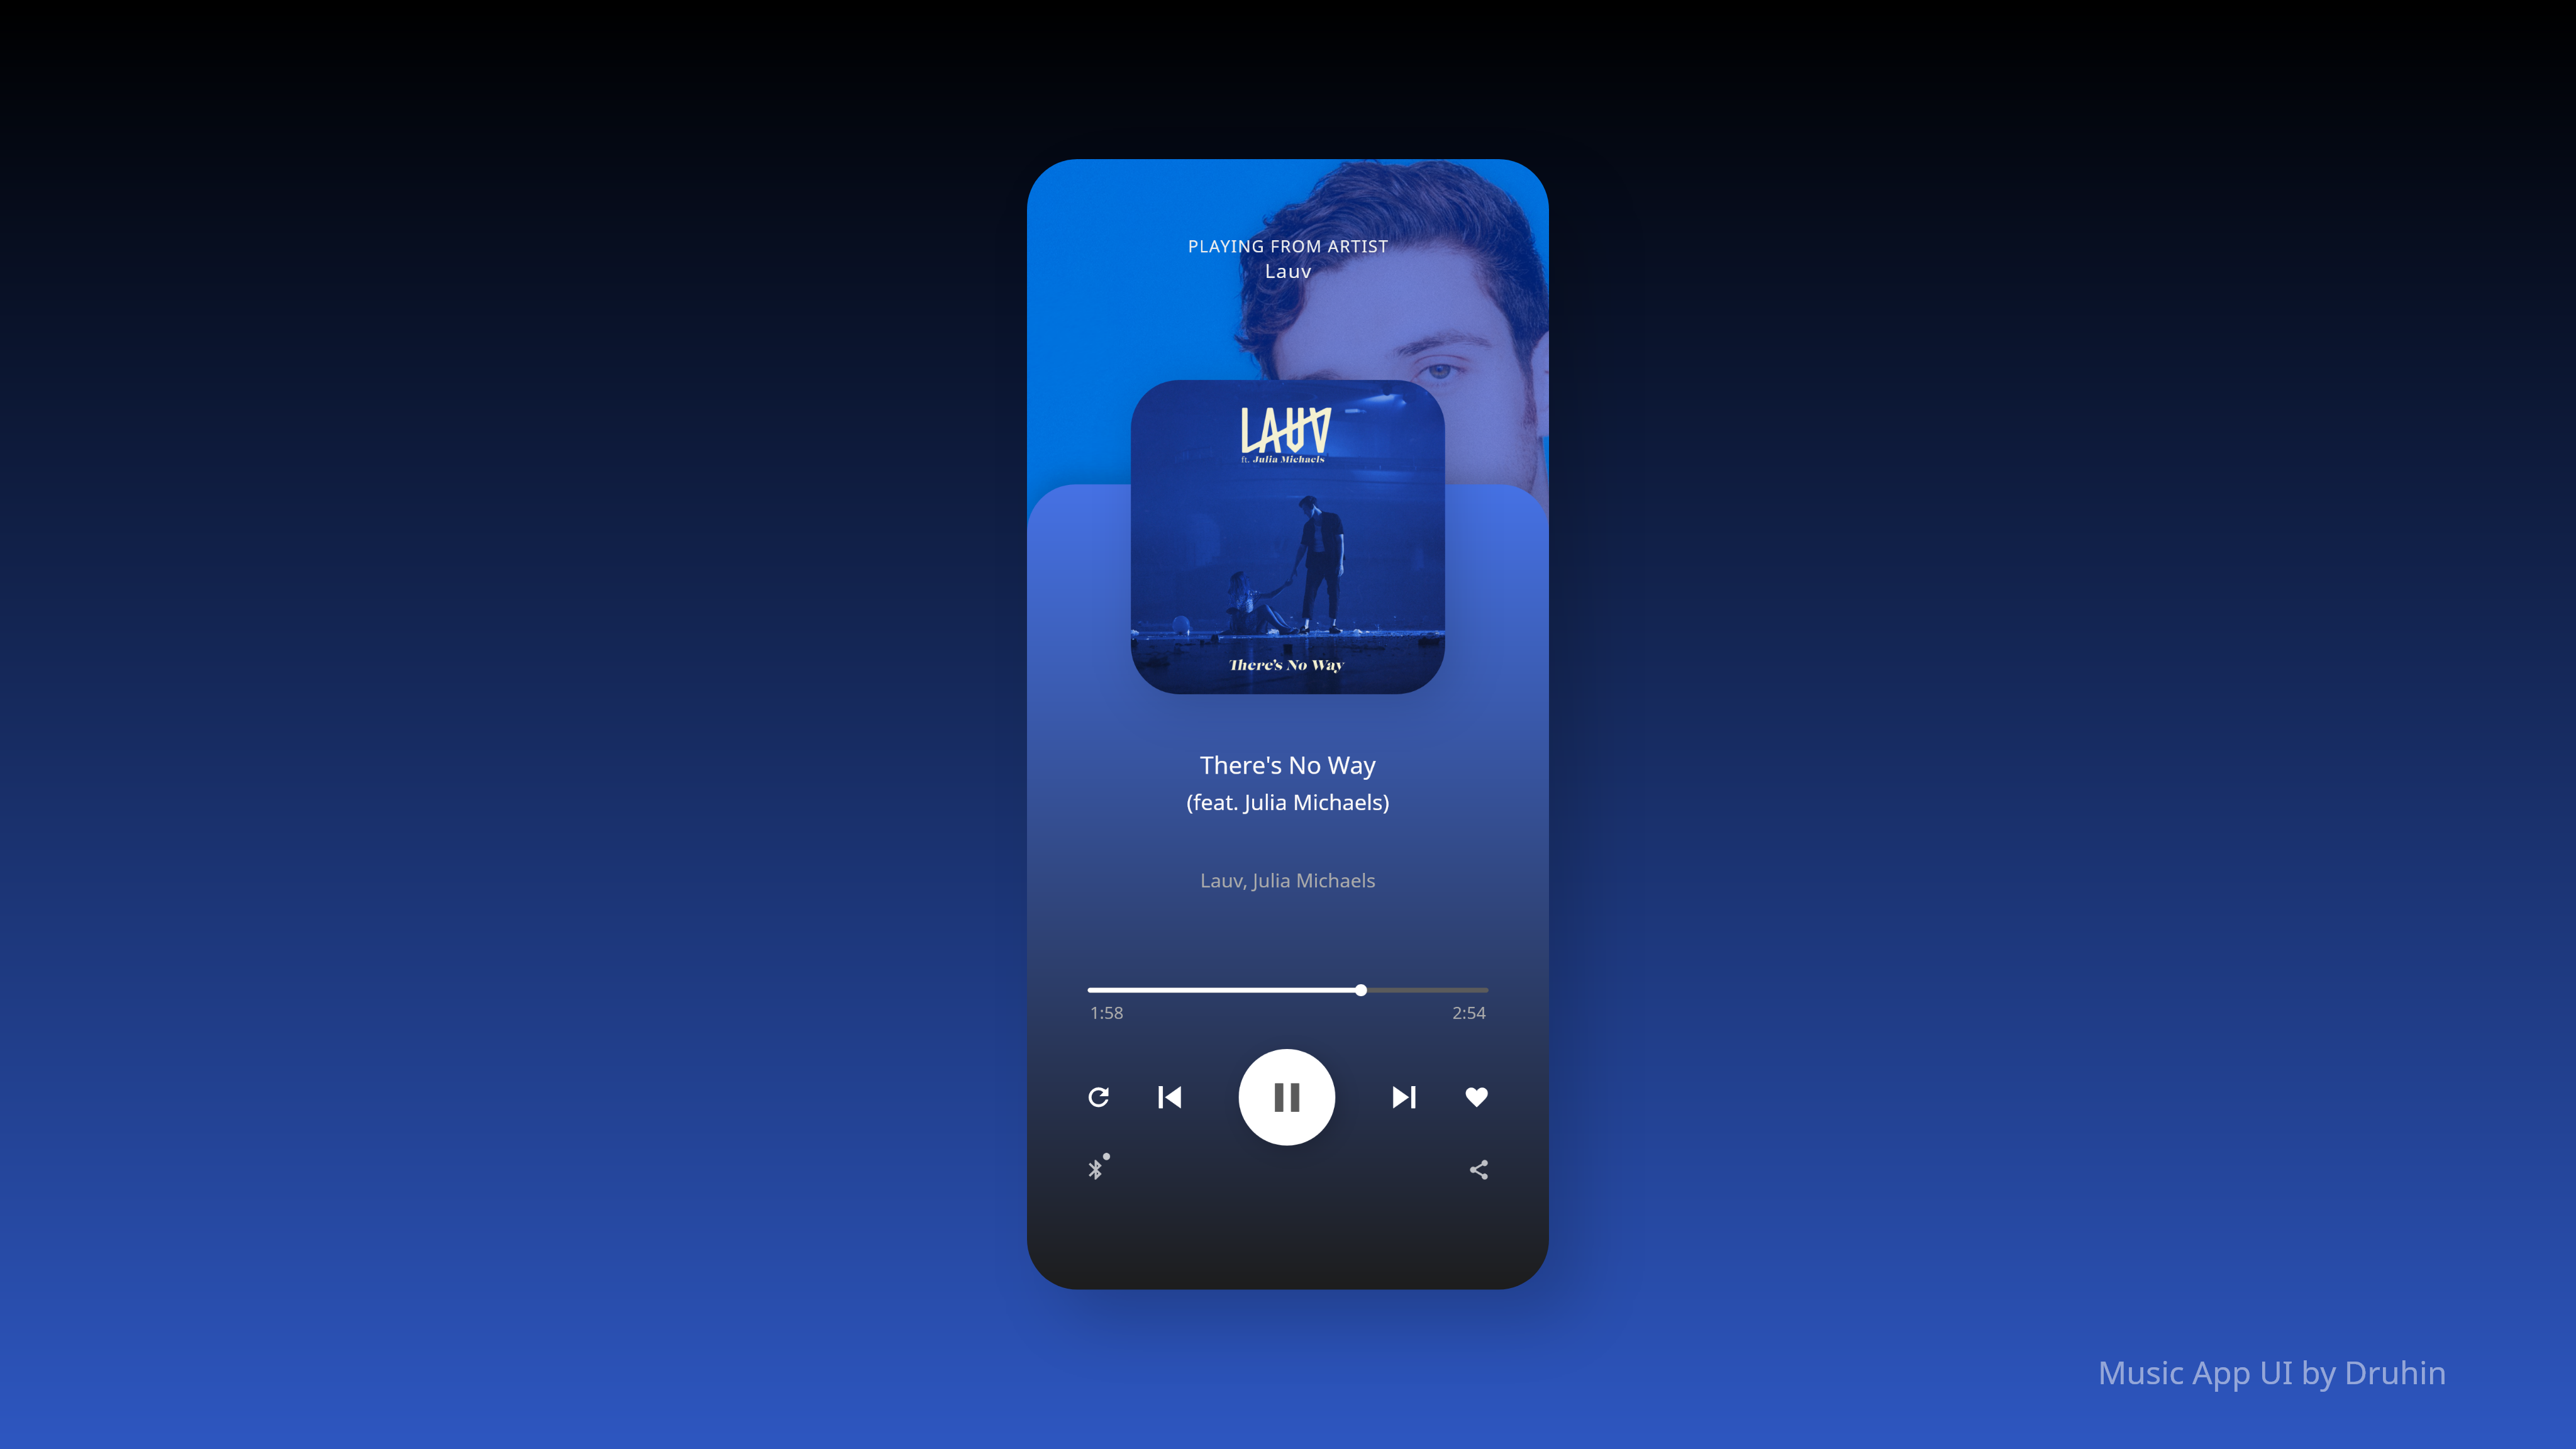 PLAYING FROM ARTIST
Lauv
LAUV
ft. Julia Michaels
There's No Way
There's No Way
(feat. Julia Michaels)
Lauv, Julia Michaels
1:58
2:54
Music App UI by Druhin